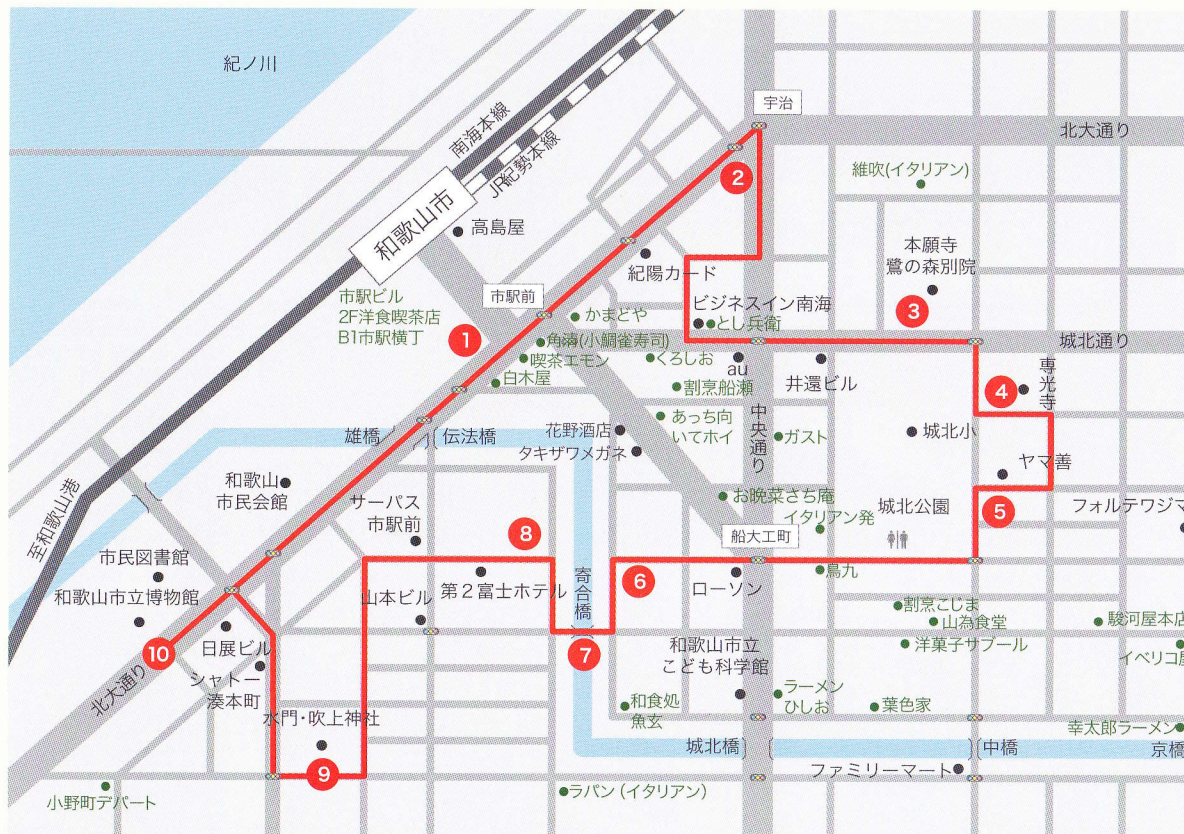 紀ノ川
南海本線
JR紀勢本線
和歌山市
高島屋
宇治
北大通り
維吹(イタリアン)
2
本願寺
鷺の森別院
3
紀陽カード
市駅ビル
2F洋食喫茶店
B1市駅横丁
市駅前
1
かまどや
ビジネスイン南海
とし兵衛
城北通り
角濤(小鯛雀寿司)
喫茶エモン
白木屋
くろしお
au
井還ビル
割烹船瀬
4
専光寺
中央通り
あっち向
いてホイ
ガスト
城北小
雄橋
伝法橋
花野酒店
タキザワメガネ
ヤマ善
和歌山
市民会館
サーパス
市駅前
お晩菜さち庵
イタリアン発
城北公園
5
フォルテワジマ
至和歌山港
8
船大工町
市民図書館
和歌山市立博物館
第2富士ホテル
寄合橋
6
ローソン
鳥九
山本ビル
割烹こじま
山為食堂
駿河屋本店
10
日展ビル
7
和歌山市立
こども科学館
洋菓子サブール
イベリコ屋
北大通り
シャトー
湊本町
水門・吹上神社
和食処
魚玄
ラーメン
ひしお
葉色家
幸太郎ラーメン
城北橋
中橋
京橋
9
ファミリーマート
小野町デパート
ラパン(イタリアン)